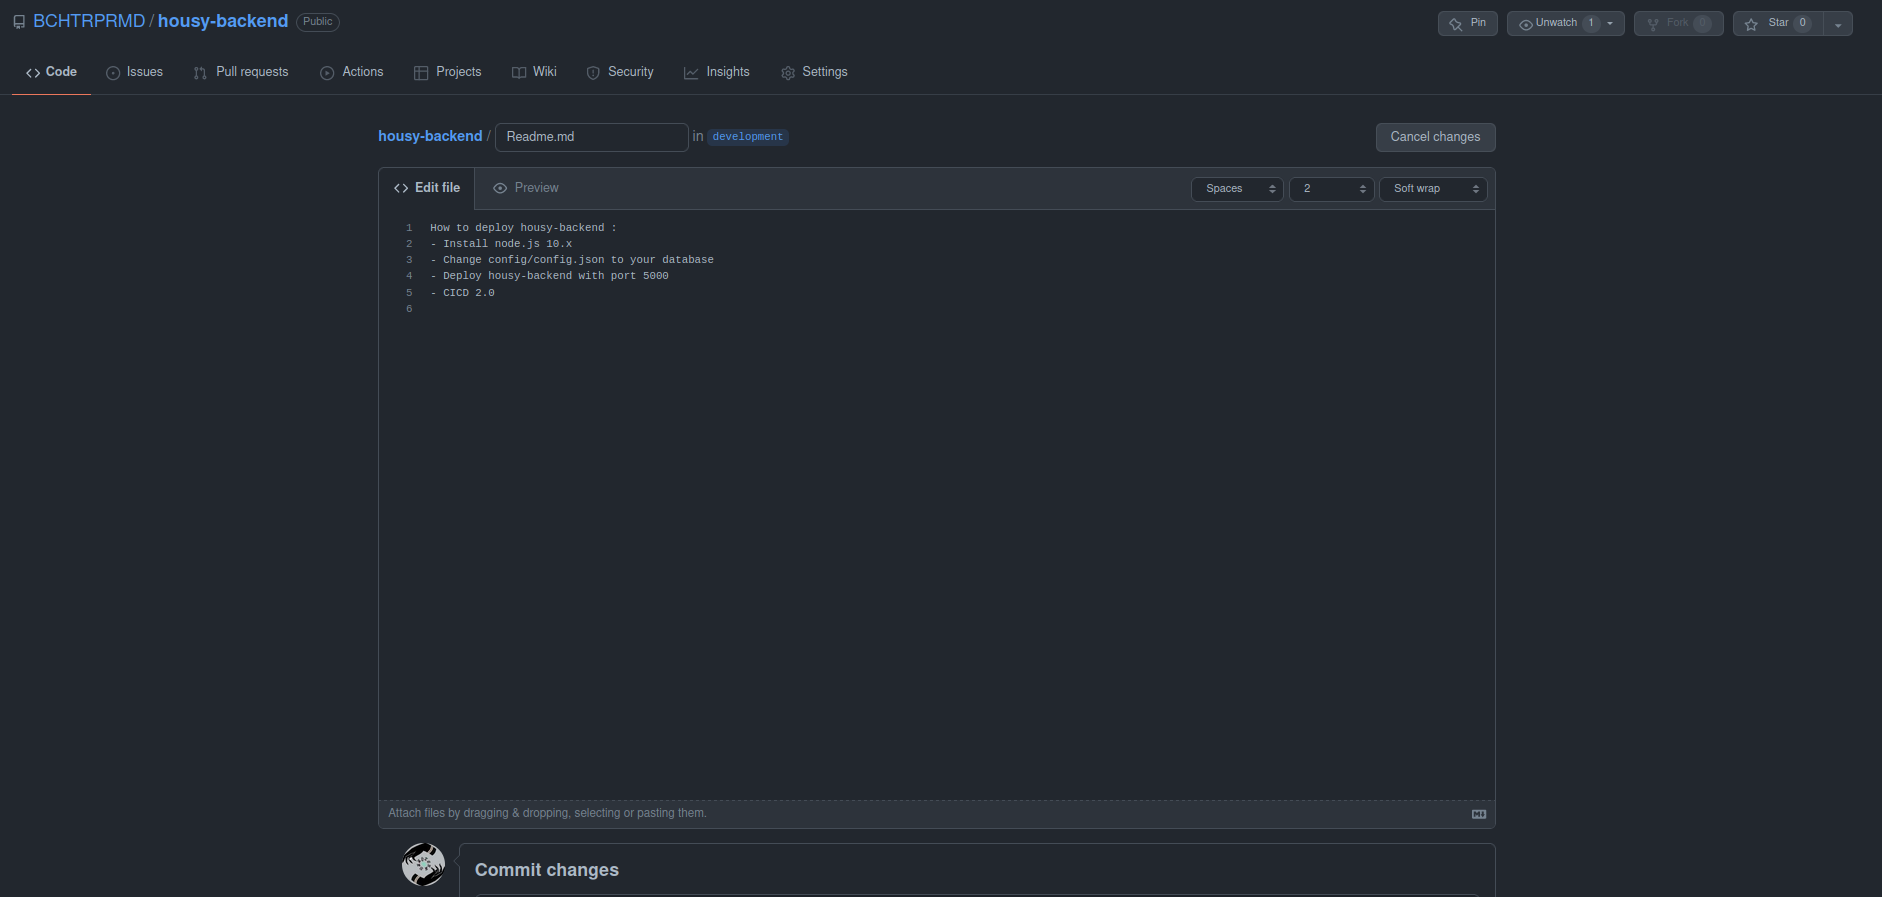 BCHTRPRMD / housy-backend Public
Pin Unwatch 1 Fork 0 Star 0
Code Issues Pull requests Actions Projects Wiki Security Insights Settings
housy-backend / Readme.md in development Cancel changes
Edit file Preview Spaces 2 Soft wrap
1 How to deploy housy-backend :
2 - Install node.js 10.x
3 - Change config/config.json to your database
4 - Deploy housy-backend with port 5000
5 - CICD 2.0
6
Attach files by dragging & dropping, selecting or pasting them.
Commit changes